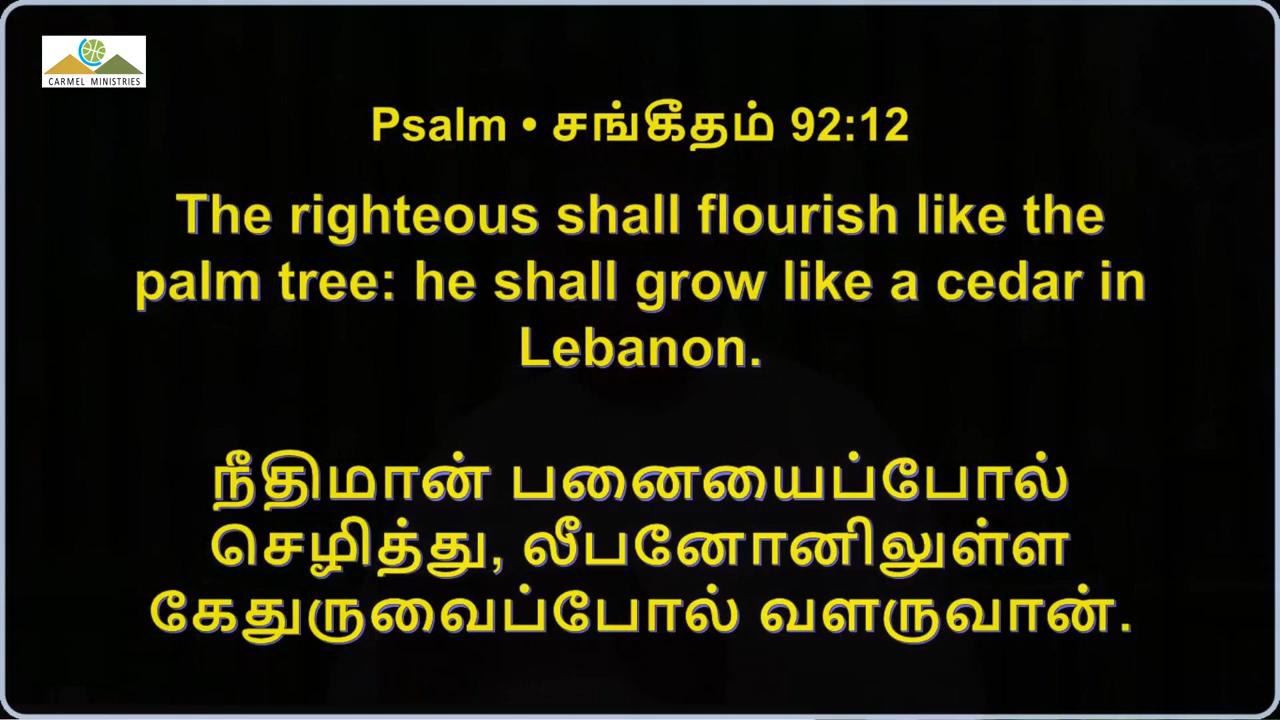 CARMEL MINISTRIES
Psalm • சங்கீதம் 92:12
The righteous shall flourish like the
palm tree: he shall grow like a cedar in
Lebanon.
நீதிமான் பனையைப்போல்
செழித்து, லீபனோனிலுள்ள
கேதுருவைப்போல் வளருவான்.